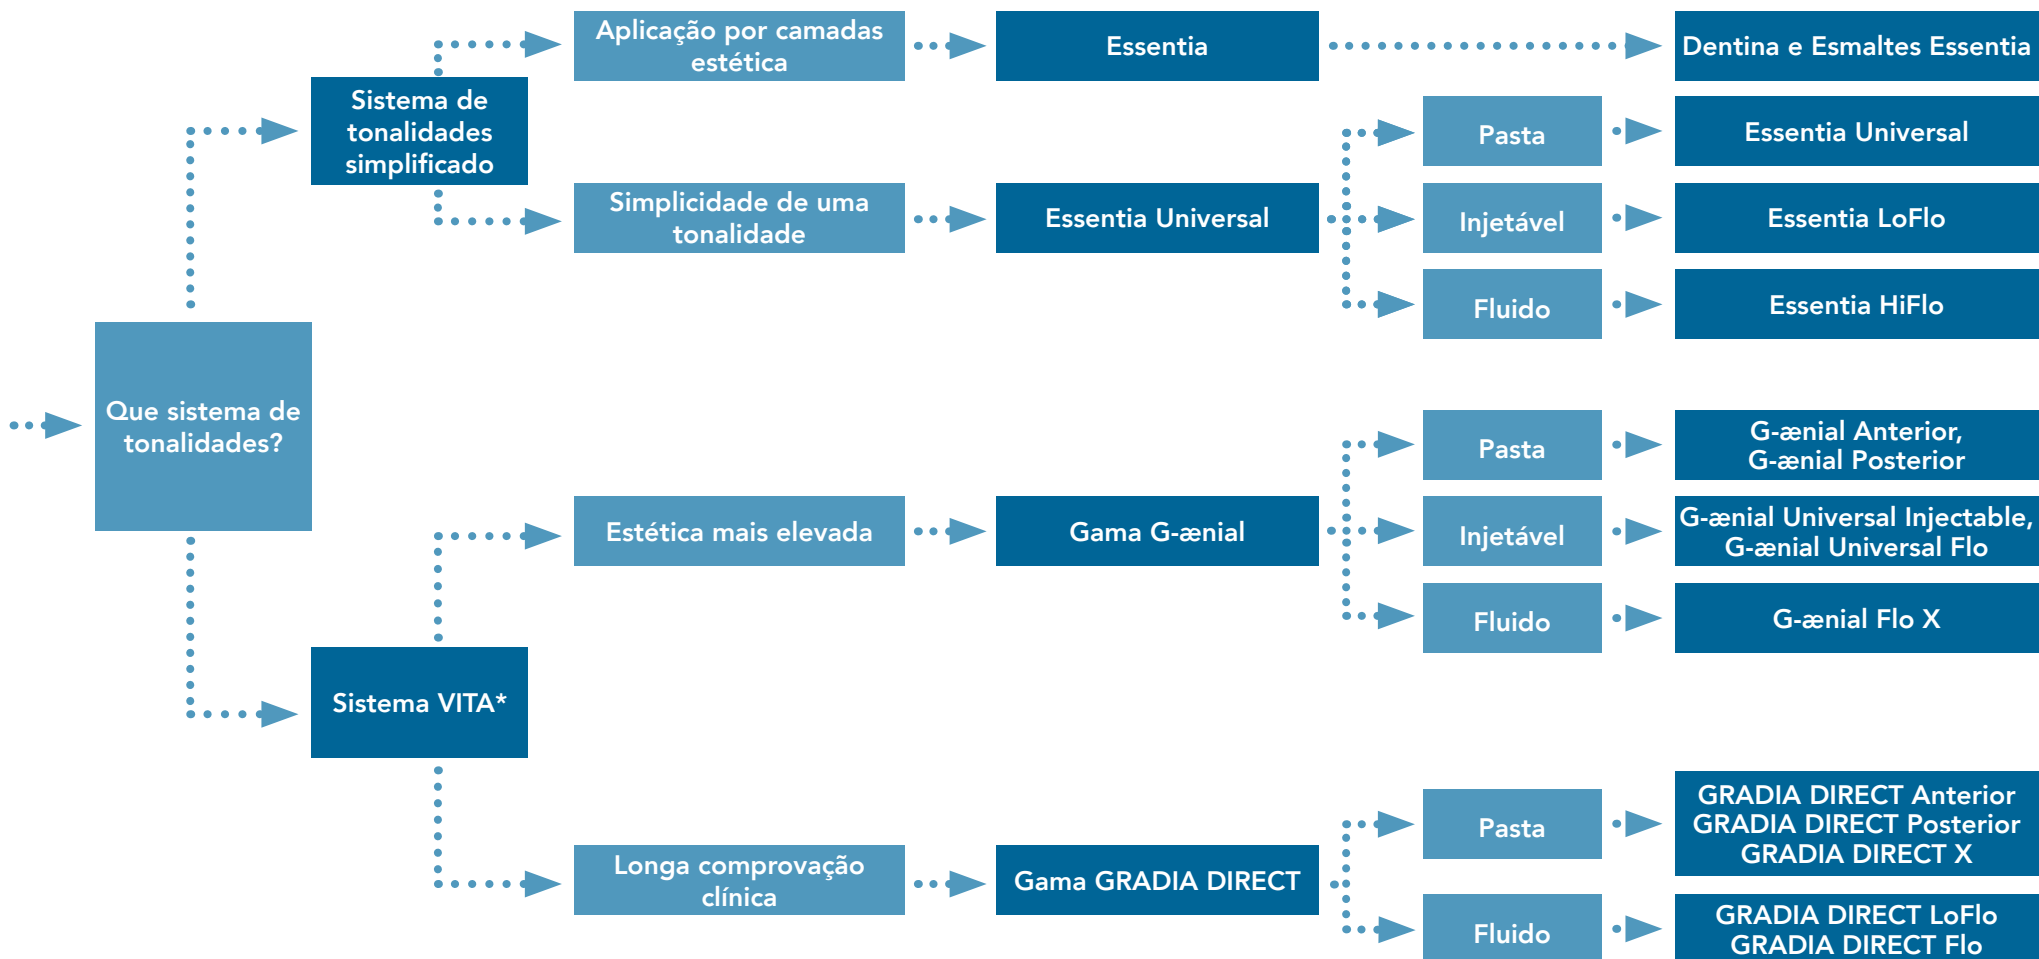 Aplicação por camadas
estética
Essentia
Dentina e Esmaltes Essentia
Sistema de
tonalidades
simplificado
Pasta
Essentia Universal
Simplicidade de uma
tonalidade
Essentia Universal
Injetável
Essentia LoFlo
Fluido
Essentia HiFlo
Que sistema de
tonalidades?
Pasta
G-ænial Anterior,
G-ænial Posterior
Estética mais elevada
Gama G-ænial
Injetável
G-ænial Universal Injectable,
G-ænial Universal Flo
Fluido
G-ænial Flo X
Sistema VITA*
Pasta
GRADIA DIRECT Anterior
GRADIA DIRECT Posterior
GRADIA DIRECT X
Longa comprovação
clínica
Gama GRADIA DIRECT
Fluido
GRADIA DIRECT LoFlo
GRADIA DIRECT Flo